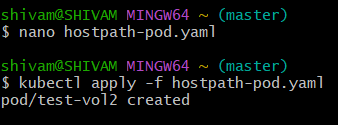 shivam@SHIVAM MINGW64 ~ (master)
$ nano hostpath-pod.yaml
shivam@SHIVAM MINGW64 ~ (master)
$ kubectl apply -f hostpath-pod.yaml
pod/test-vol2 created